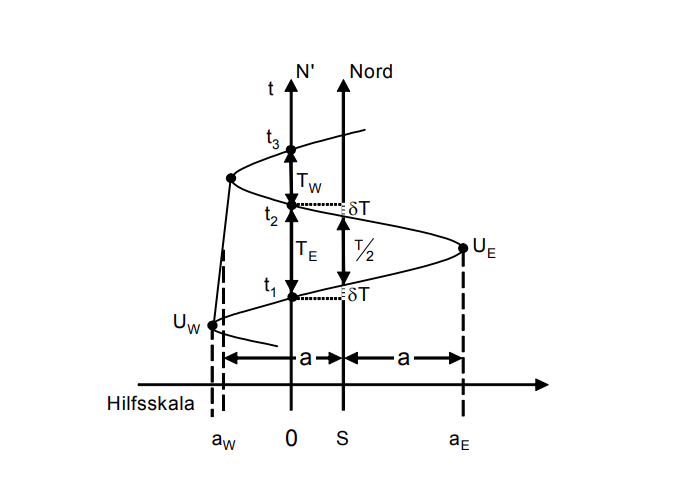 N' Nord
t
t3
TW
δT
t2
TE T/2 UE
t1 δT
UW
a a
Hilfsskala
aW 0 S aE